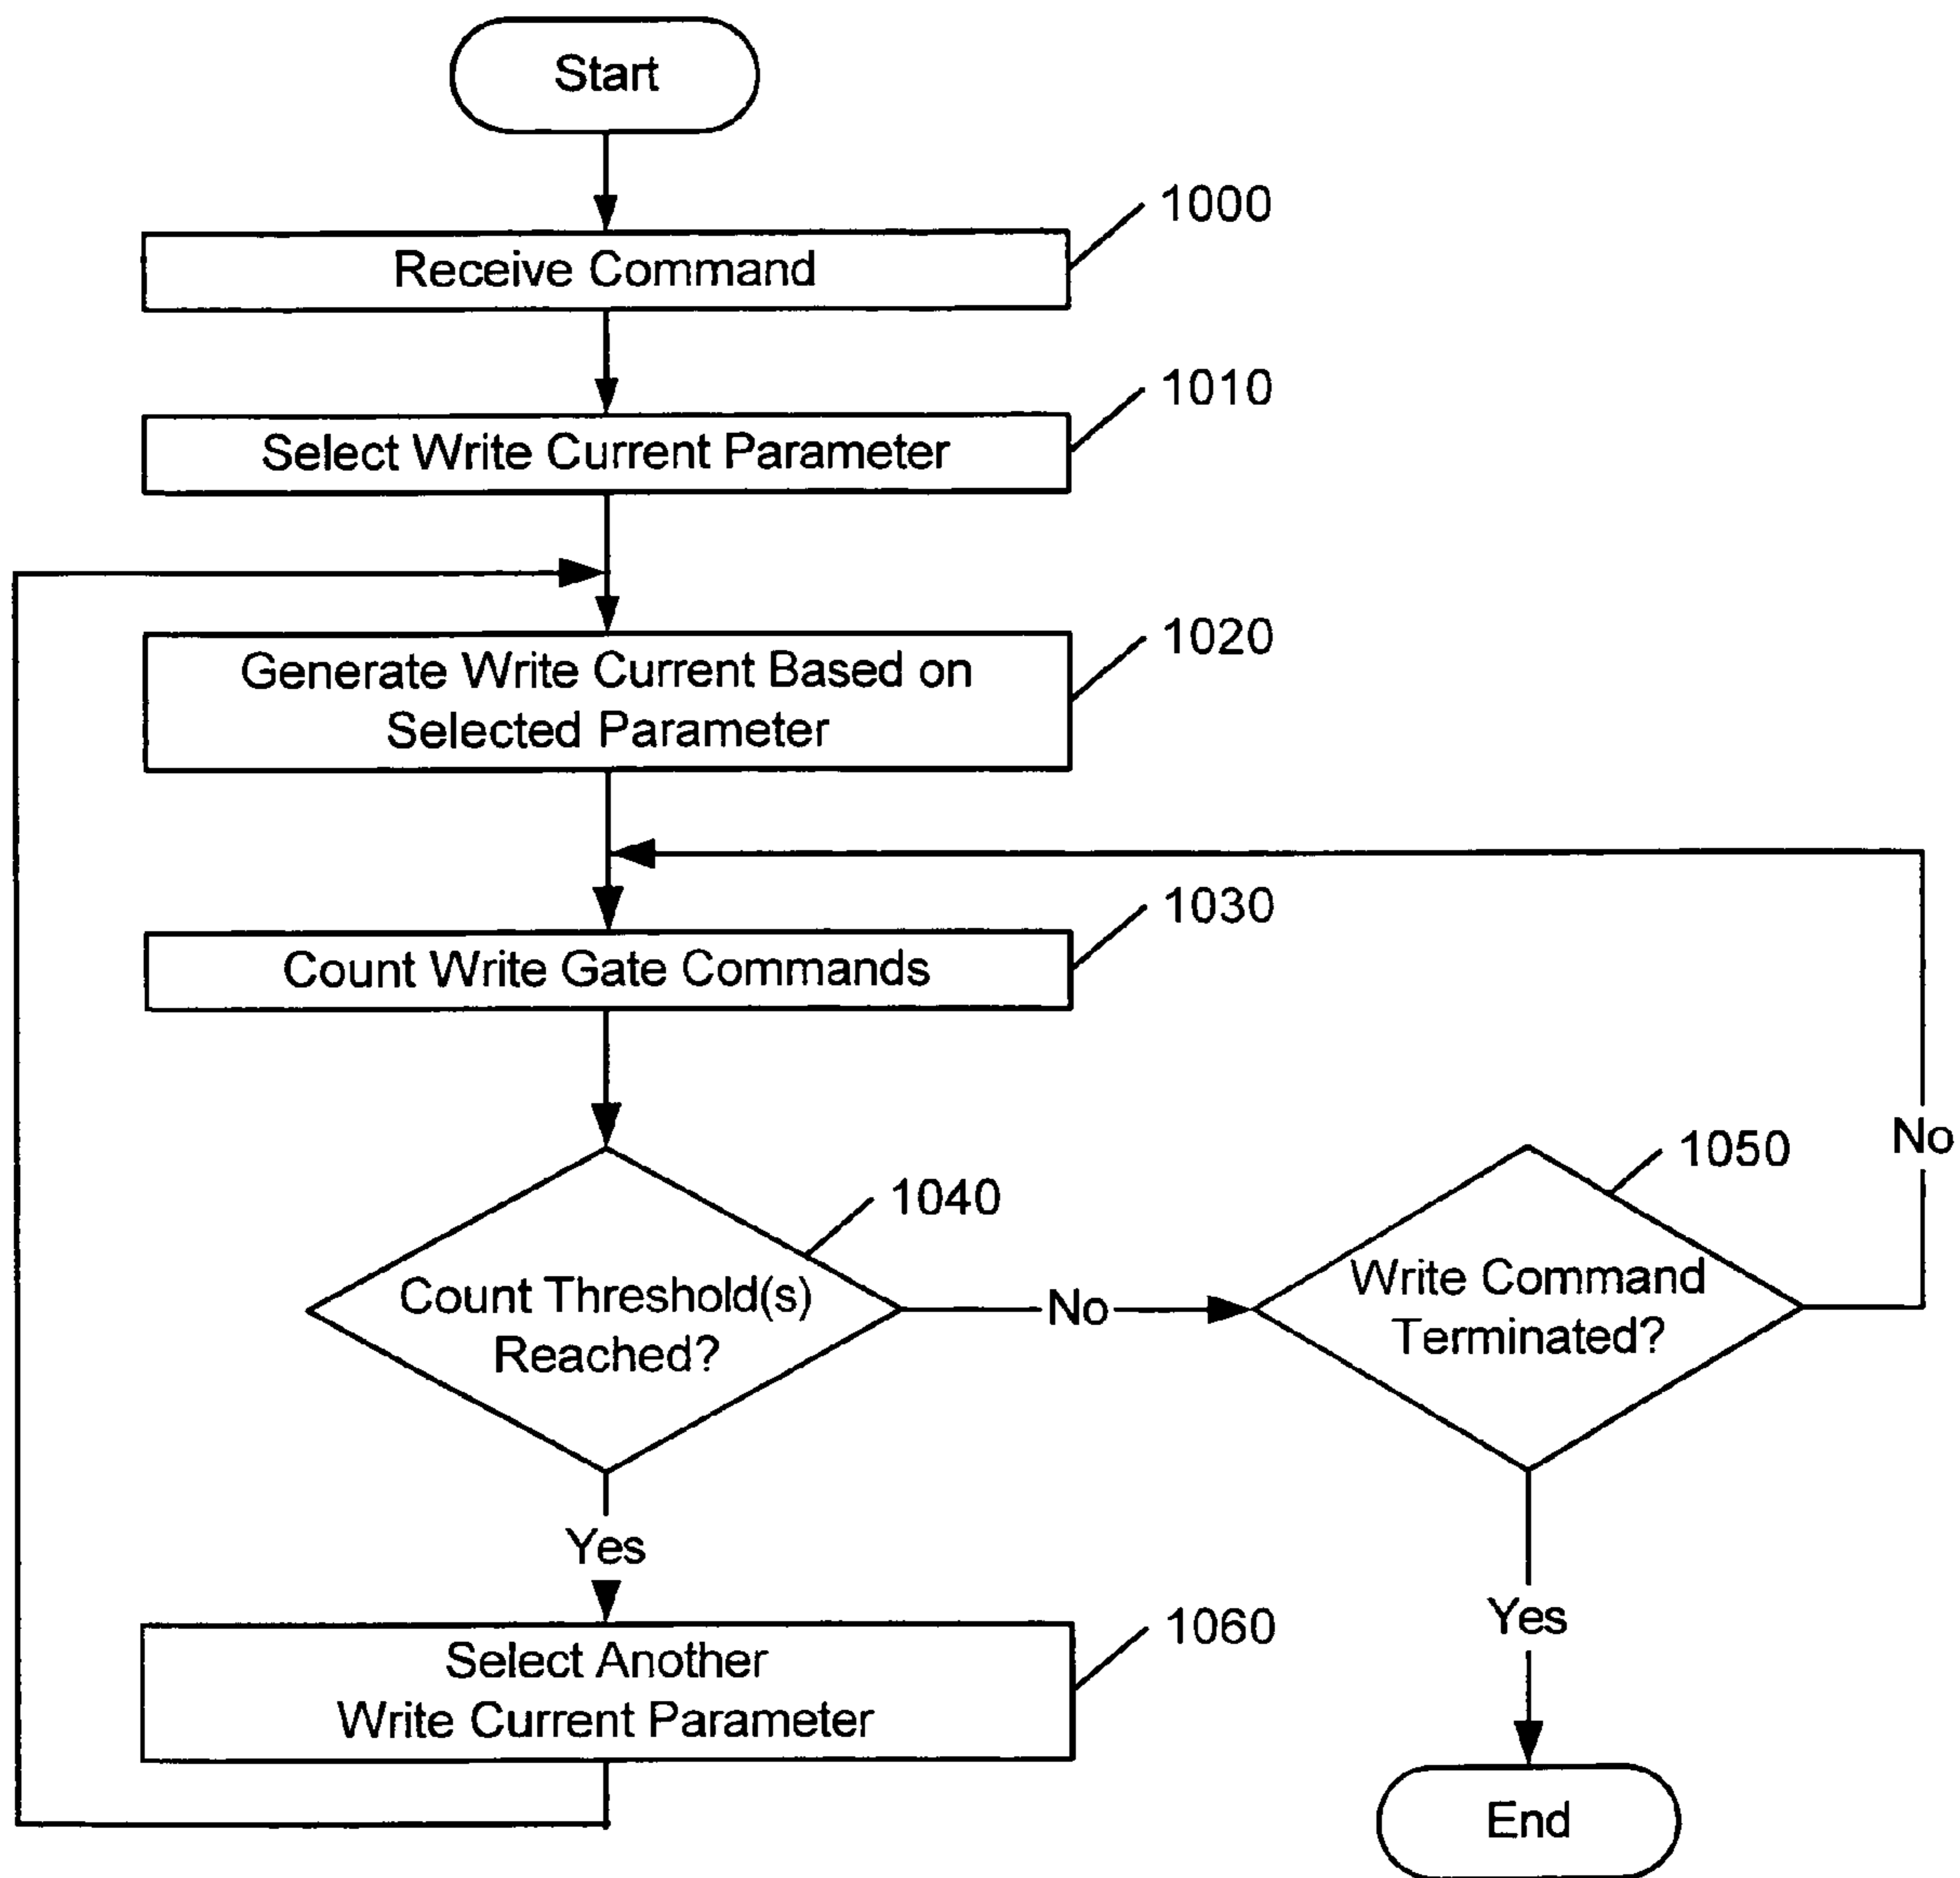 Start
1000
Receive Command
1010
Select Write Current Parameter
1020
Generate Write Current Based on
Selected Parameter
1030
Count Write Gate Commands
1040
Count Threshold(s)
Reached?
No
1050
Write Command
Terminated?
No
Yes
1060
Select Another
Write Current Parameter
Yes
End